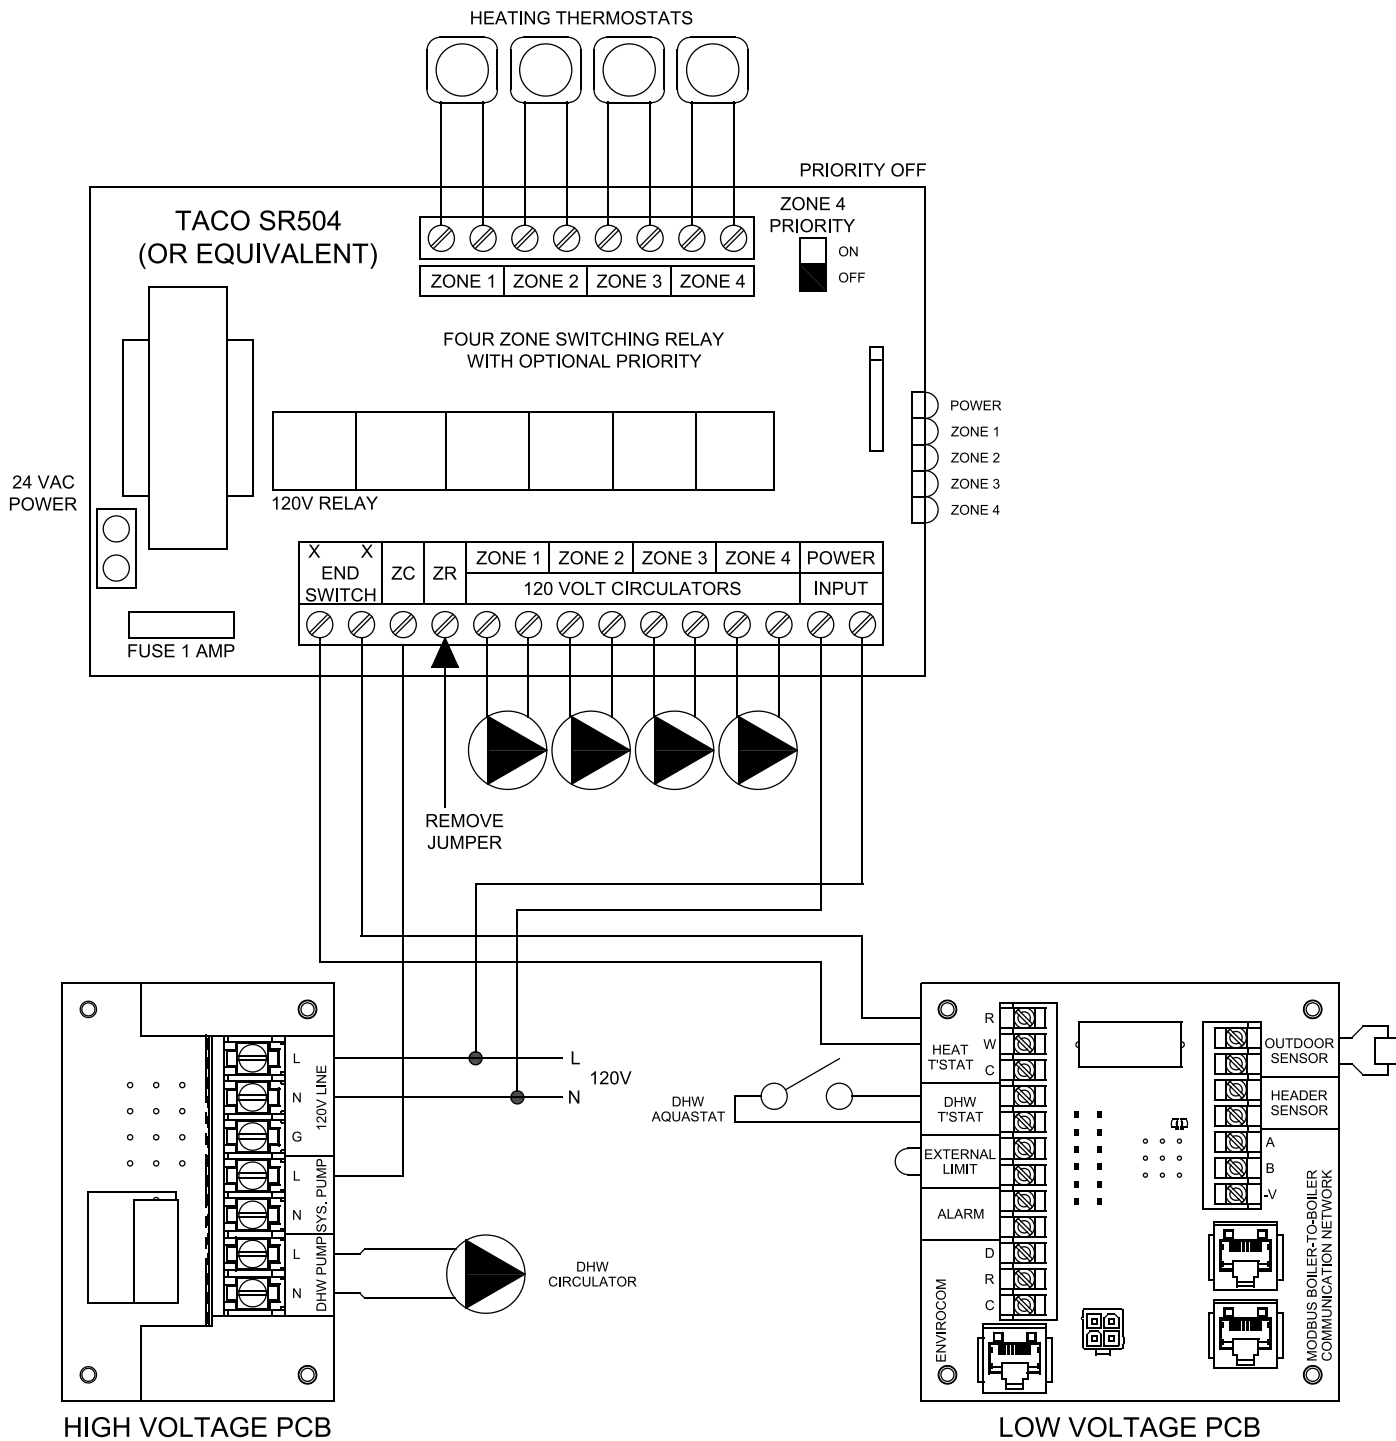 HEATING THERMOSTATS
PRIORITY OFF
TACO SR504
(OR EQUIVALENT)
ZONE 4
PRIORITY
ON
OFF
ZONE 1 ZONE 2 ZONE 3 ZONE 4
FOUR ZONE SWITCHING RELAY
WITH OPTIONAL PRIORITY
POWER
ZONE 1
ZONE 2
ZONE 3
ZONE 4
24 VAC
POWER
120V RELAY
X X
END
SWITCH
ZC
ZR
ZONE 1 ZONE 2 ZONE 3 ZONE 4 POWER
120 VOLT CIRCULATORS INPUT
FUSE 1 AMP
REMOVE
JUMPER
L
N
G
L
N
L
N
120V LINE
SYS. PUMP
DHW PUMP
L
120V
N
DHW
CIRCULATOR
HIGH VOLTAGE PCB
DHW
AQUASTAT
R
W
C
HEAT
T'STAT
DHW
T'STAT
EXTERNAL
LIMIT
ALARM
D
R
C
ENVIROCOM
OUTDOOR
SENSOR
HEADER
SENSOR
A
B
-V
MODBUS BOILER-TO-BOILER
COMMUNICATION NETWORK
LOW VOLTAGE PCB